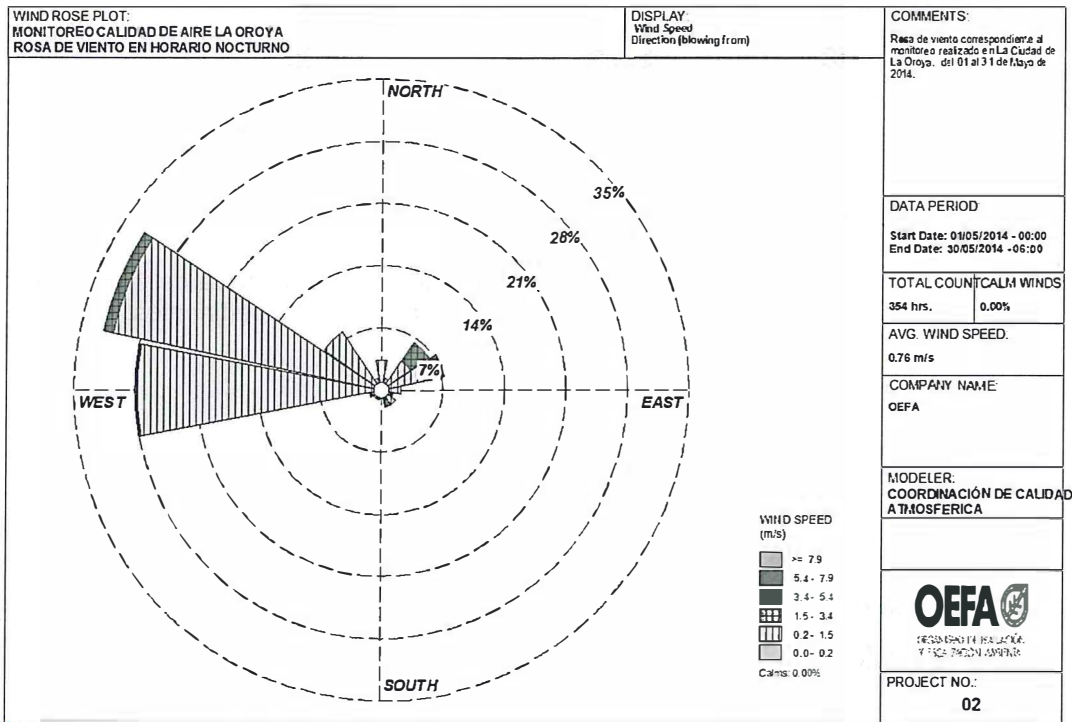 WIND ROSE PLOT:
MONITOREO CALIDAD DE AIRE LA OROYA
ROSA DE VIENTO EN HORARIO NOCTURNO
DISPLAY:
Wind Speed
Direction (blowing from)
COMMENTS:
Rosa de viento correspondiente al
monitoreo realizado en La Ciudad de
La Oroya, del 01 al 31 de Mayo de
2014.
NORTH
35%
28%
21%
14%
7%
WEST
EAST
SOUTH
DATA PERIOD
Start Date: 01/05/2014 - 00:00
End Date: 30/05/2014 - 06:00
TOTAL COUNT
354 hrs.
CALM WINDS
0.00%
AVG. WIND SPEED.
0.76 m/s
COMPANY NAME:
OEFA
MODELER:
COORDINACIÓN DE CALIDAD
ATMOSFERICA
WIND SPEED
(m/s)
>= 7.9
5.4 - 7.9
3.4 - 5.4
1.5 - 3.4
0.2 - 1.5
0.0 - 0.2
Calms: 0.00%
OEFA
PROJECT NO.:
02